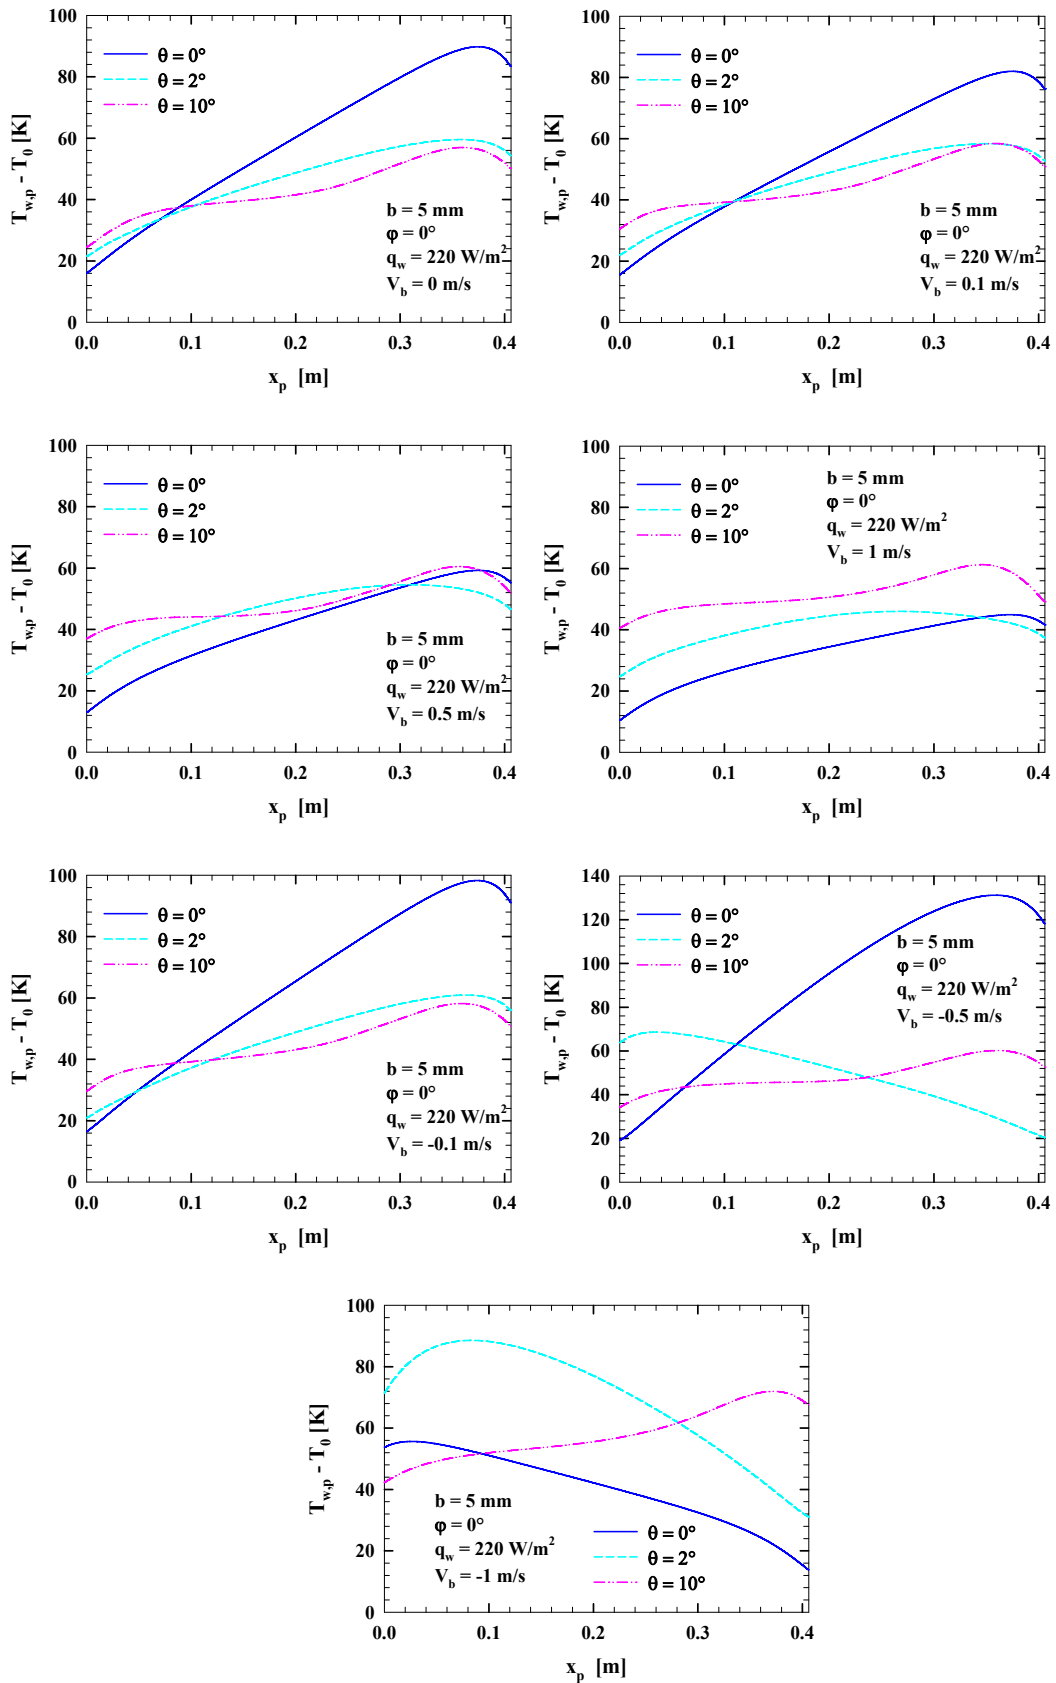 100
80
60
40
20
0
T_w,p - T_0 [K]
θ = 0°
θ = 2°
θ = 10°
b = 5 mm
φ = 0°
q_w = 220 W/m²
V_b = 0 m/s
0.0 0.1 0.2 0.3 0.4
x_p [m]
100
80
60
40
20
0
T_w,p - T_0 [K]
θ = 0°
θ = 2°
θ = 10°
b = 5 mm
φ = 0°
q_w = 220 W/m²
V_b = 0.1 m/s
0.0 0.1 0.2 0.3 0.4
x_p [m]
100
80
60
40
20
0
T_w,p - T_0 [K]
θ = 0°
θ = 2°
θ = 10°
b = 5 mm
φ = 0°
q_w = 220 W/m²
V_b = 0.5 m/s
0.0 0.1 0.2 0.3 0.4
x_p [m]
100
80
60
40
20
0
T_w,p - T_0 [K]
θ = 0°
θ = 2°
θ = 10°
b = 5 mm
φ = 0°
q_w = 220 W/m²
V_b = 1 m/s
0.0 0.1 0.2 0.3 0.4
x_p [m]
100
80
60
40
20
0
T_w,p - T_0 [K]
θ = 0°
θ = 2°
θ = 10°
b = 5 mm
φ = 0°
q_w = 220 W/m²
V_b = -0.1 m/s
0.0 0.1 0.2 0.3 0.4
x_p [m]
140
120
100
80
60
40
20
0
T_w,p - T_0 [K]
θ = 0°
θ = 2°
θ = 10°
b = 5 mm
φ = 0°
q_w = 220 W/m²
V_b = -0.5 m/s
0.0 0.1 0.2 0.3 0.4
x_p [m]
100
80
60
40
20
0
T_w,p - T_0 [K]
b = 5 mm
φ = 0°
q_w = 220 W/m²
V_b = -1 m/s
θ = 0°
θ = 2°
θ = 10°
0.0 0.1 0.2 0.3 0.4
x_p [m]